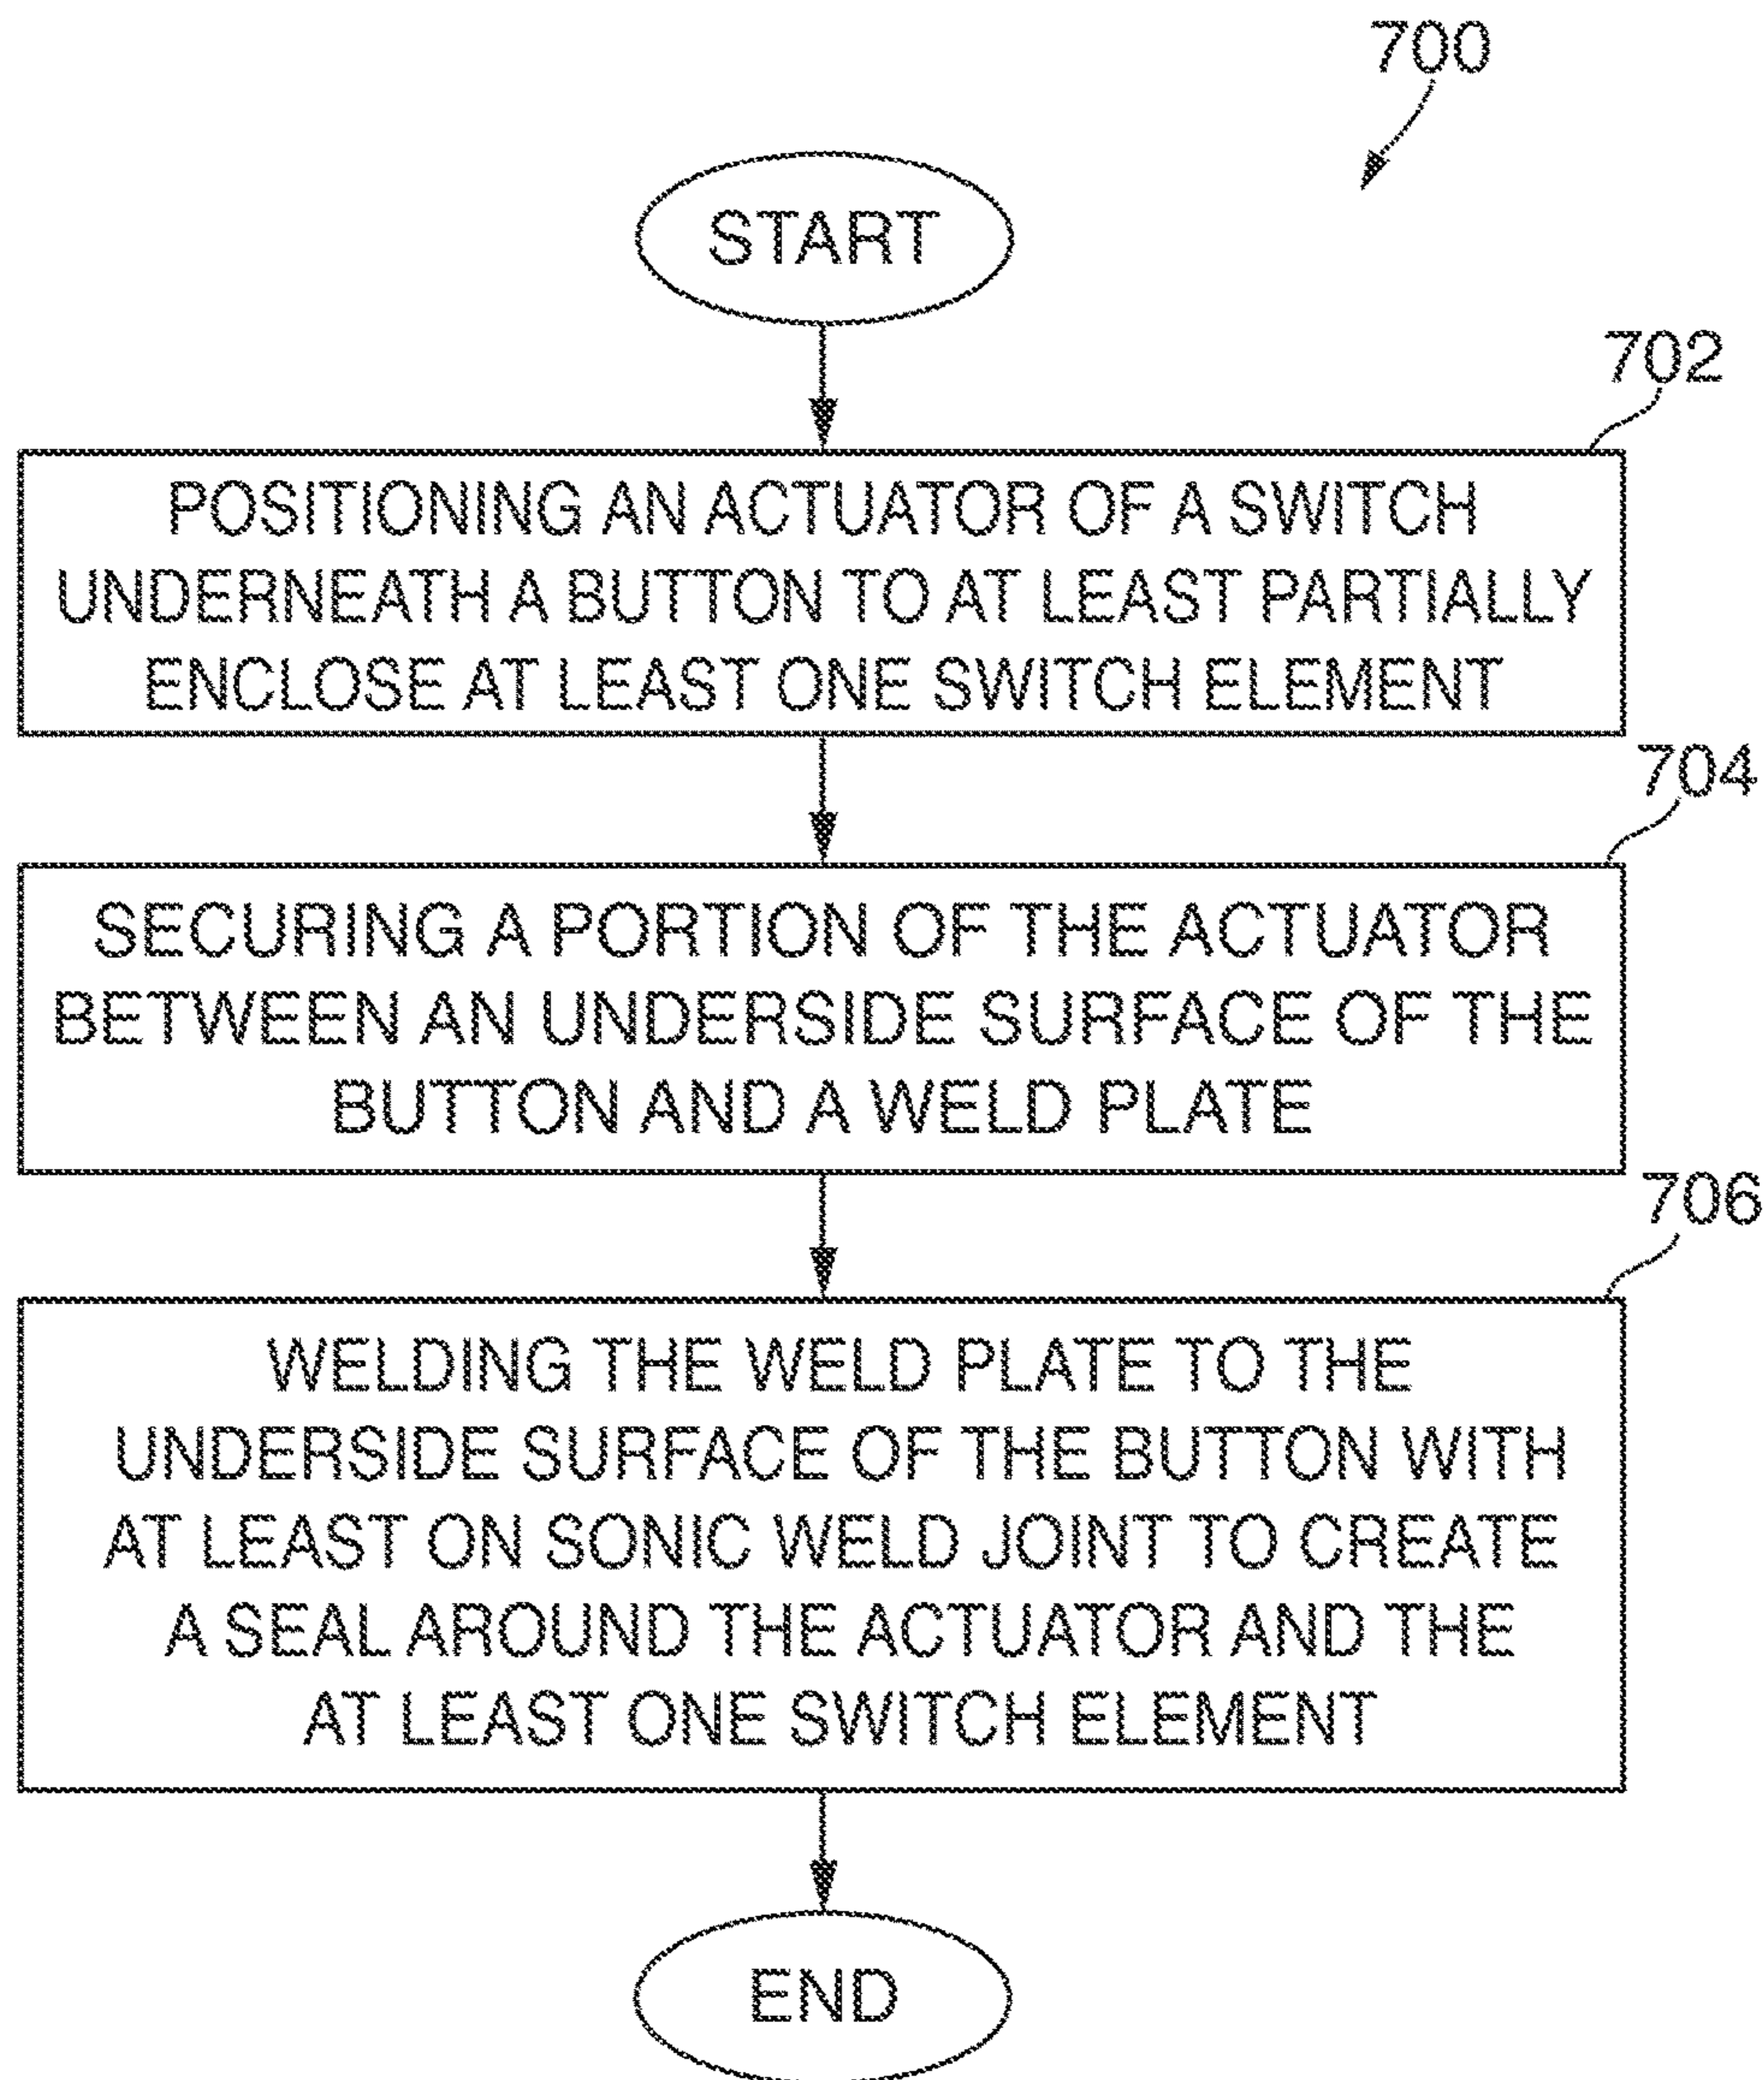 700
START
702
POSITIONING AN ACTUATOR OF A SWITCH
UNDERNEATH A BUTTON TO AT LEAST PARTIALLY
ENCLOSE AT LEAST ONE SWITCH ELEMENT
704
SECURING A PORTION OF THE ACTUATOR
BETWEEN AN UNDERSIDE SURFACE OF THE
BUTTON AND A WELD PLATE
706
WELDING THE WELD PLATE TO THE
UNDERSIDE SURFACE OF THE BUTTON WITH
AT LEAST ON SONIC WELD JOINT TO CREATE
A SEAL AROUND THE ACTUATOR AND THE
AT LEAST ONE SWITCH ELEMENT
END